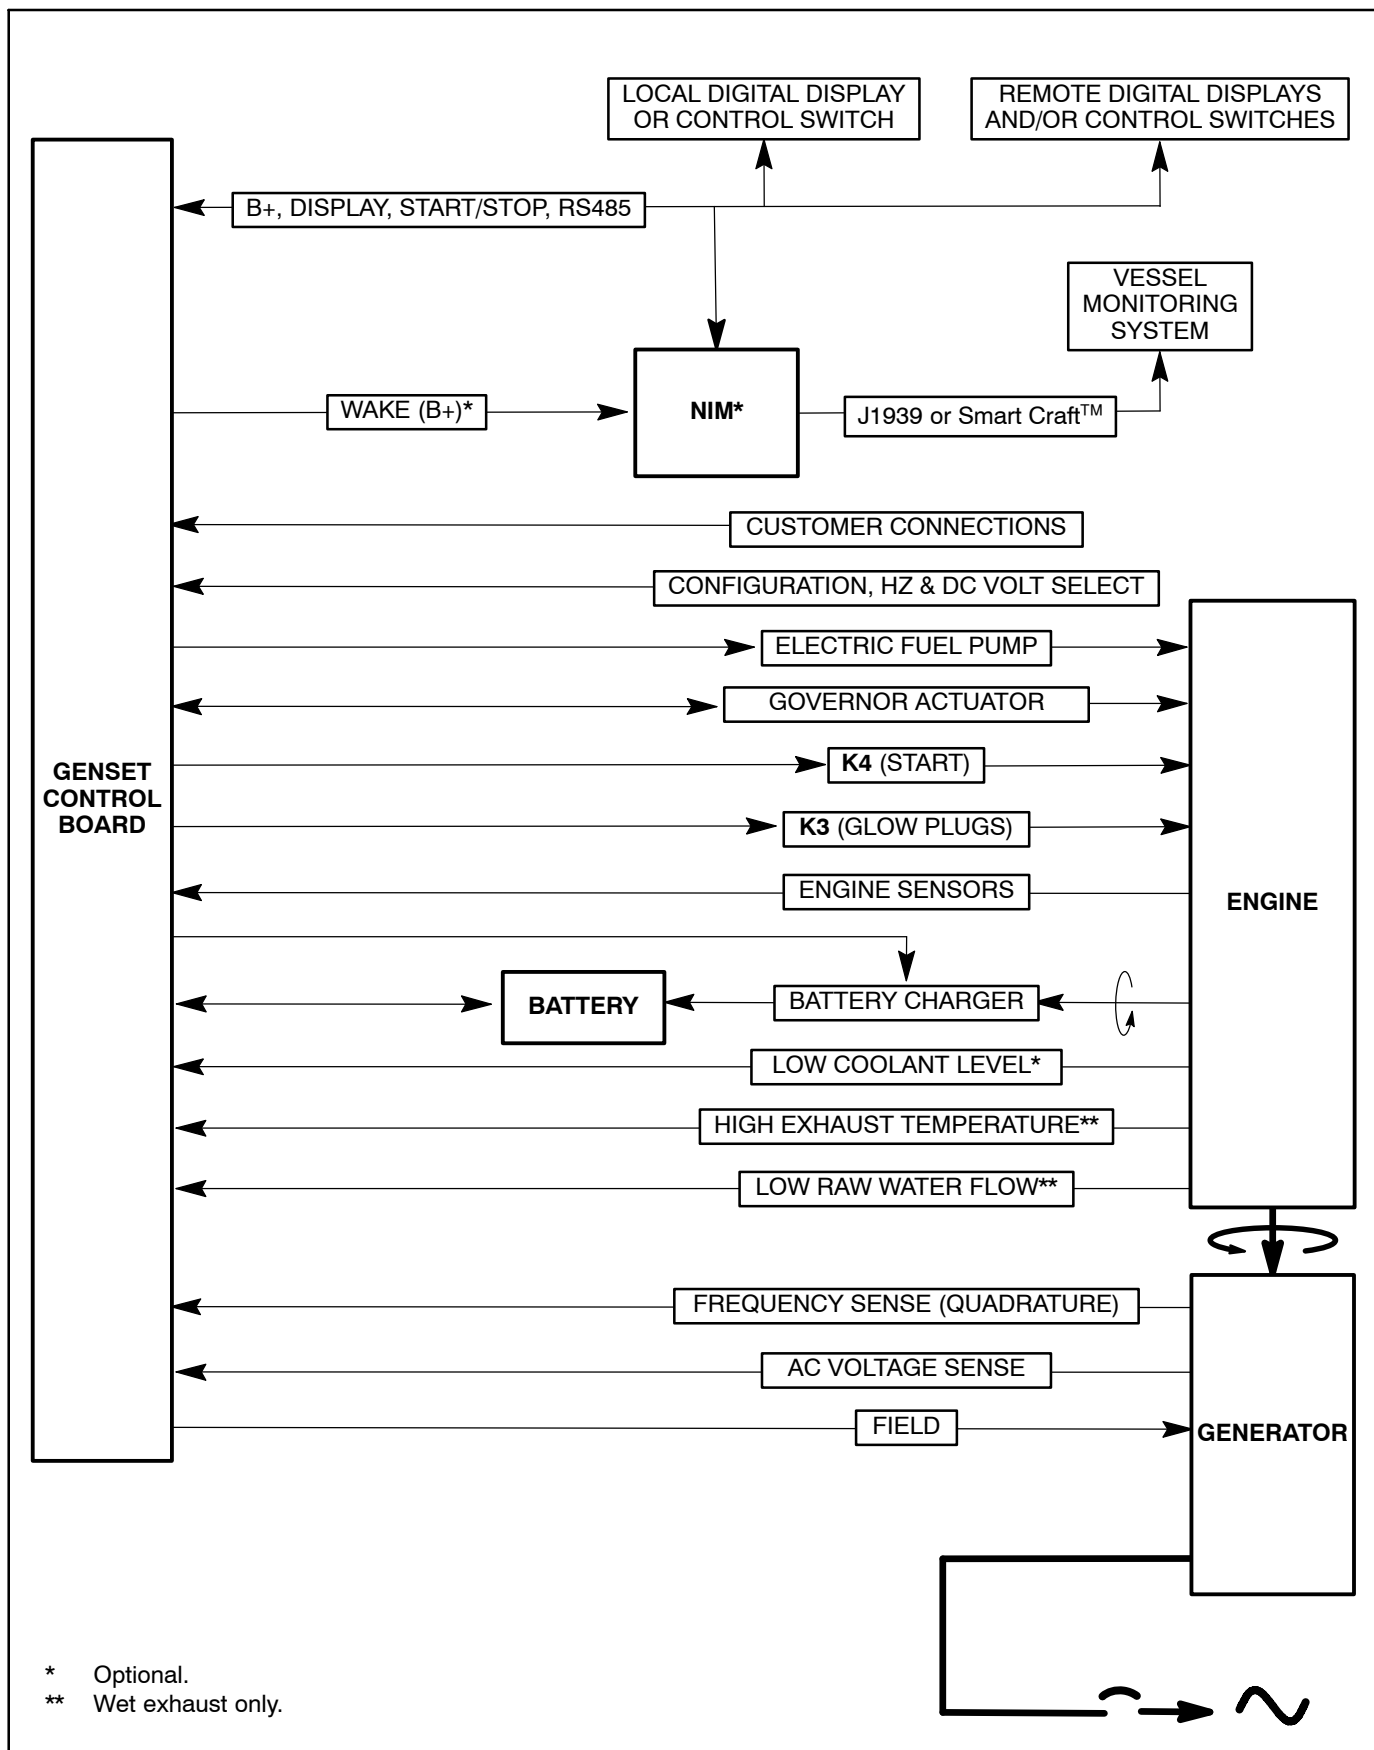 LOCAL DIGITAL DISPLAY
OR CONTROL SWITCH
REMOTE DIGITAL DISPLAYS
AND/OR CONTROL SWITCHES
B+, DISPLAY, START/STOP, RS485
VESSEL
MONITORING
SYSTEM
WAKE (B+)*
NIM*
J1939 or Smart Craft™
CUSTOMER CONNECTIONS
CONFIGURATION, HZ & DC VOLT SELECT
ELECTRIC FUEL PUMP
GOVERNOR ACTUATOR
K4 (START)
GENSET
CONTROL
BOARD
K3 (GLOW PLUGS)
ENGINE SENSORS
ENGINE
BATTERY
BATTERY CHARGER
LOW COOLANT LEVEL*
HIGH EXHAUST TEMPERATURE**
LOW RAW WATER FLOW**
FREQUENCY SENSE (QUADRATURE)
AC VOLTAGE SENSE
FIELD
GENERATOR
* Optional.
** Wet exhaust only.